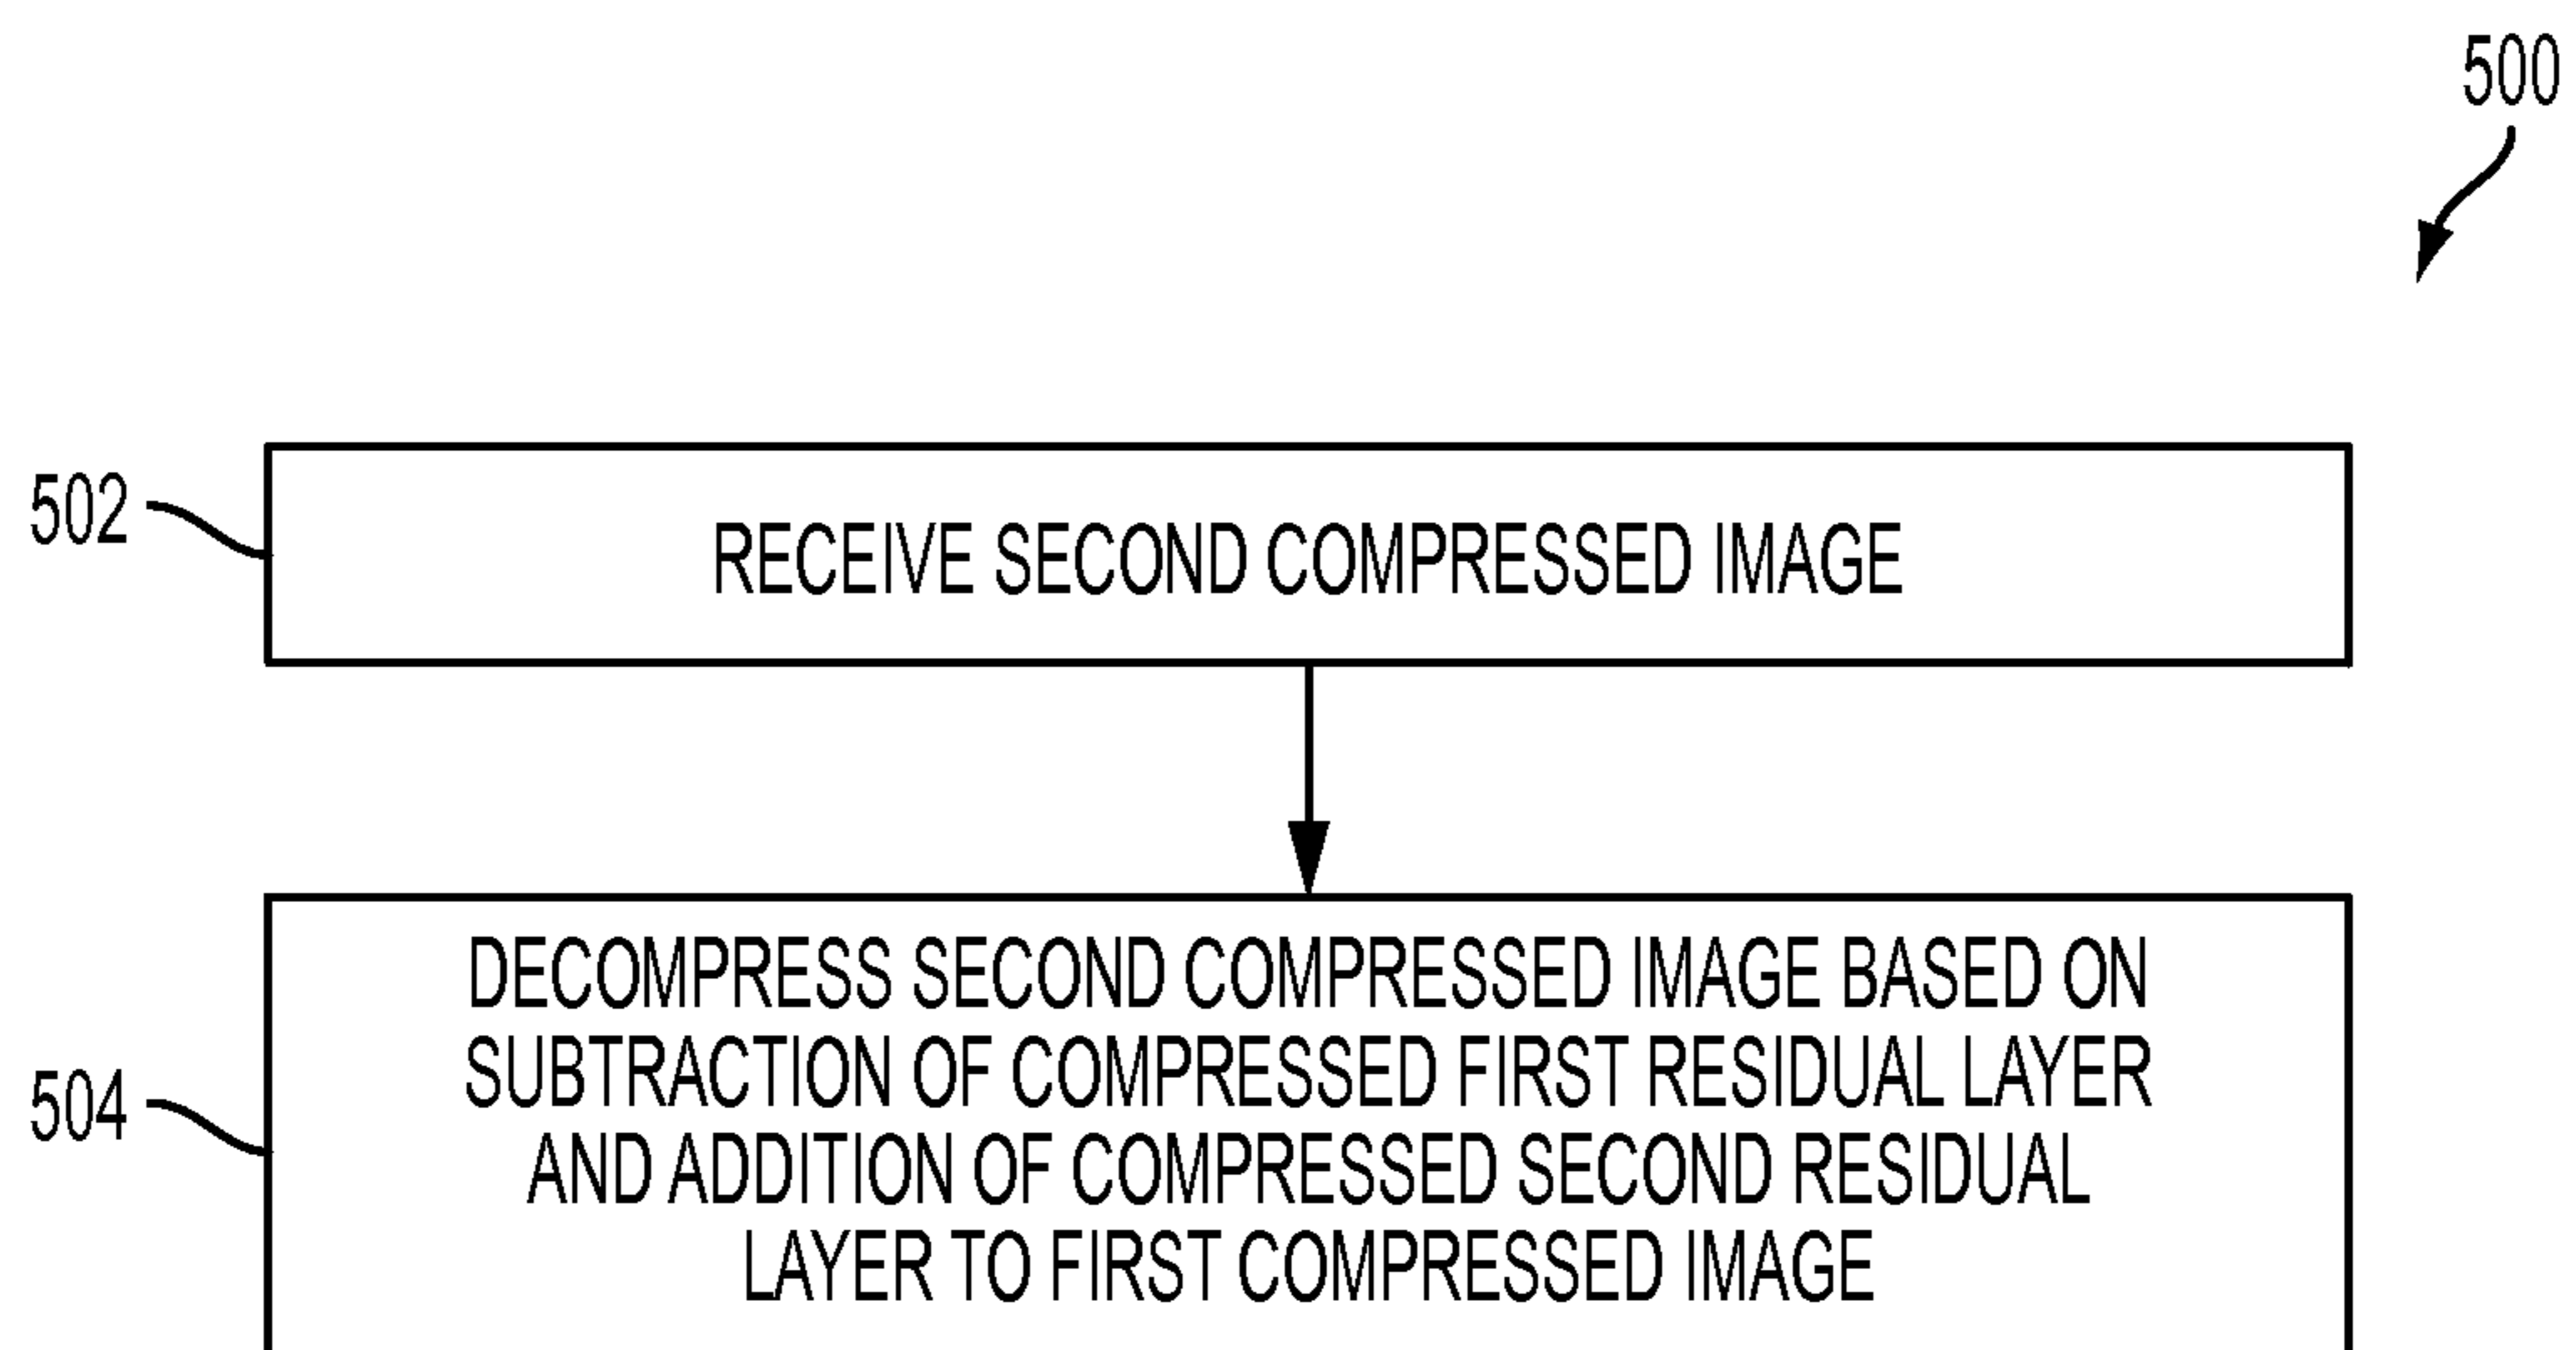 500
502
RECEIVE SECOND COMPRESSED IMAGE
504
DECOMPRESS SECOND COMPRESSED IMAGE BASED ON
SUBTRACTION OF COMPRESSED FIRST RESIDUAL LAYER
AND ADDITION OF COMPRESSED SECOND RESIDUAL
LAYER TO FIRST COMPRESSED IMAGE